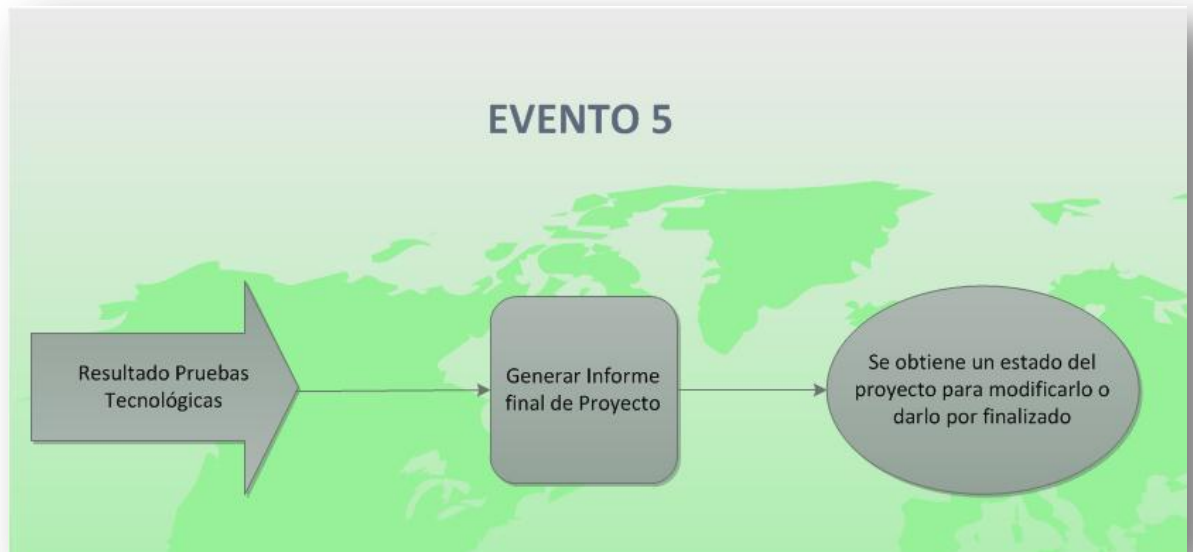 EVENTO 5
Resultado Pruebas
Tecnológicas
Generar Informe
final de Proyecto
Se obtiene un estado del
proyecto para modificarlo o
darlo por finalizado